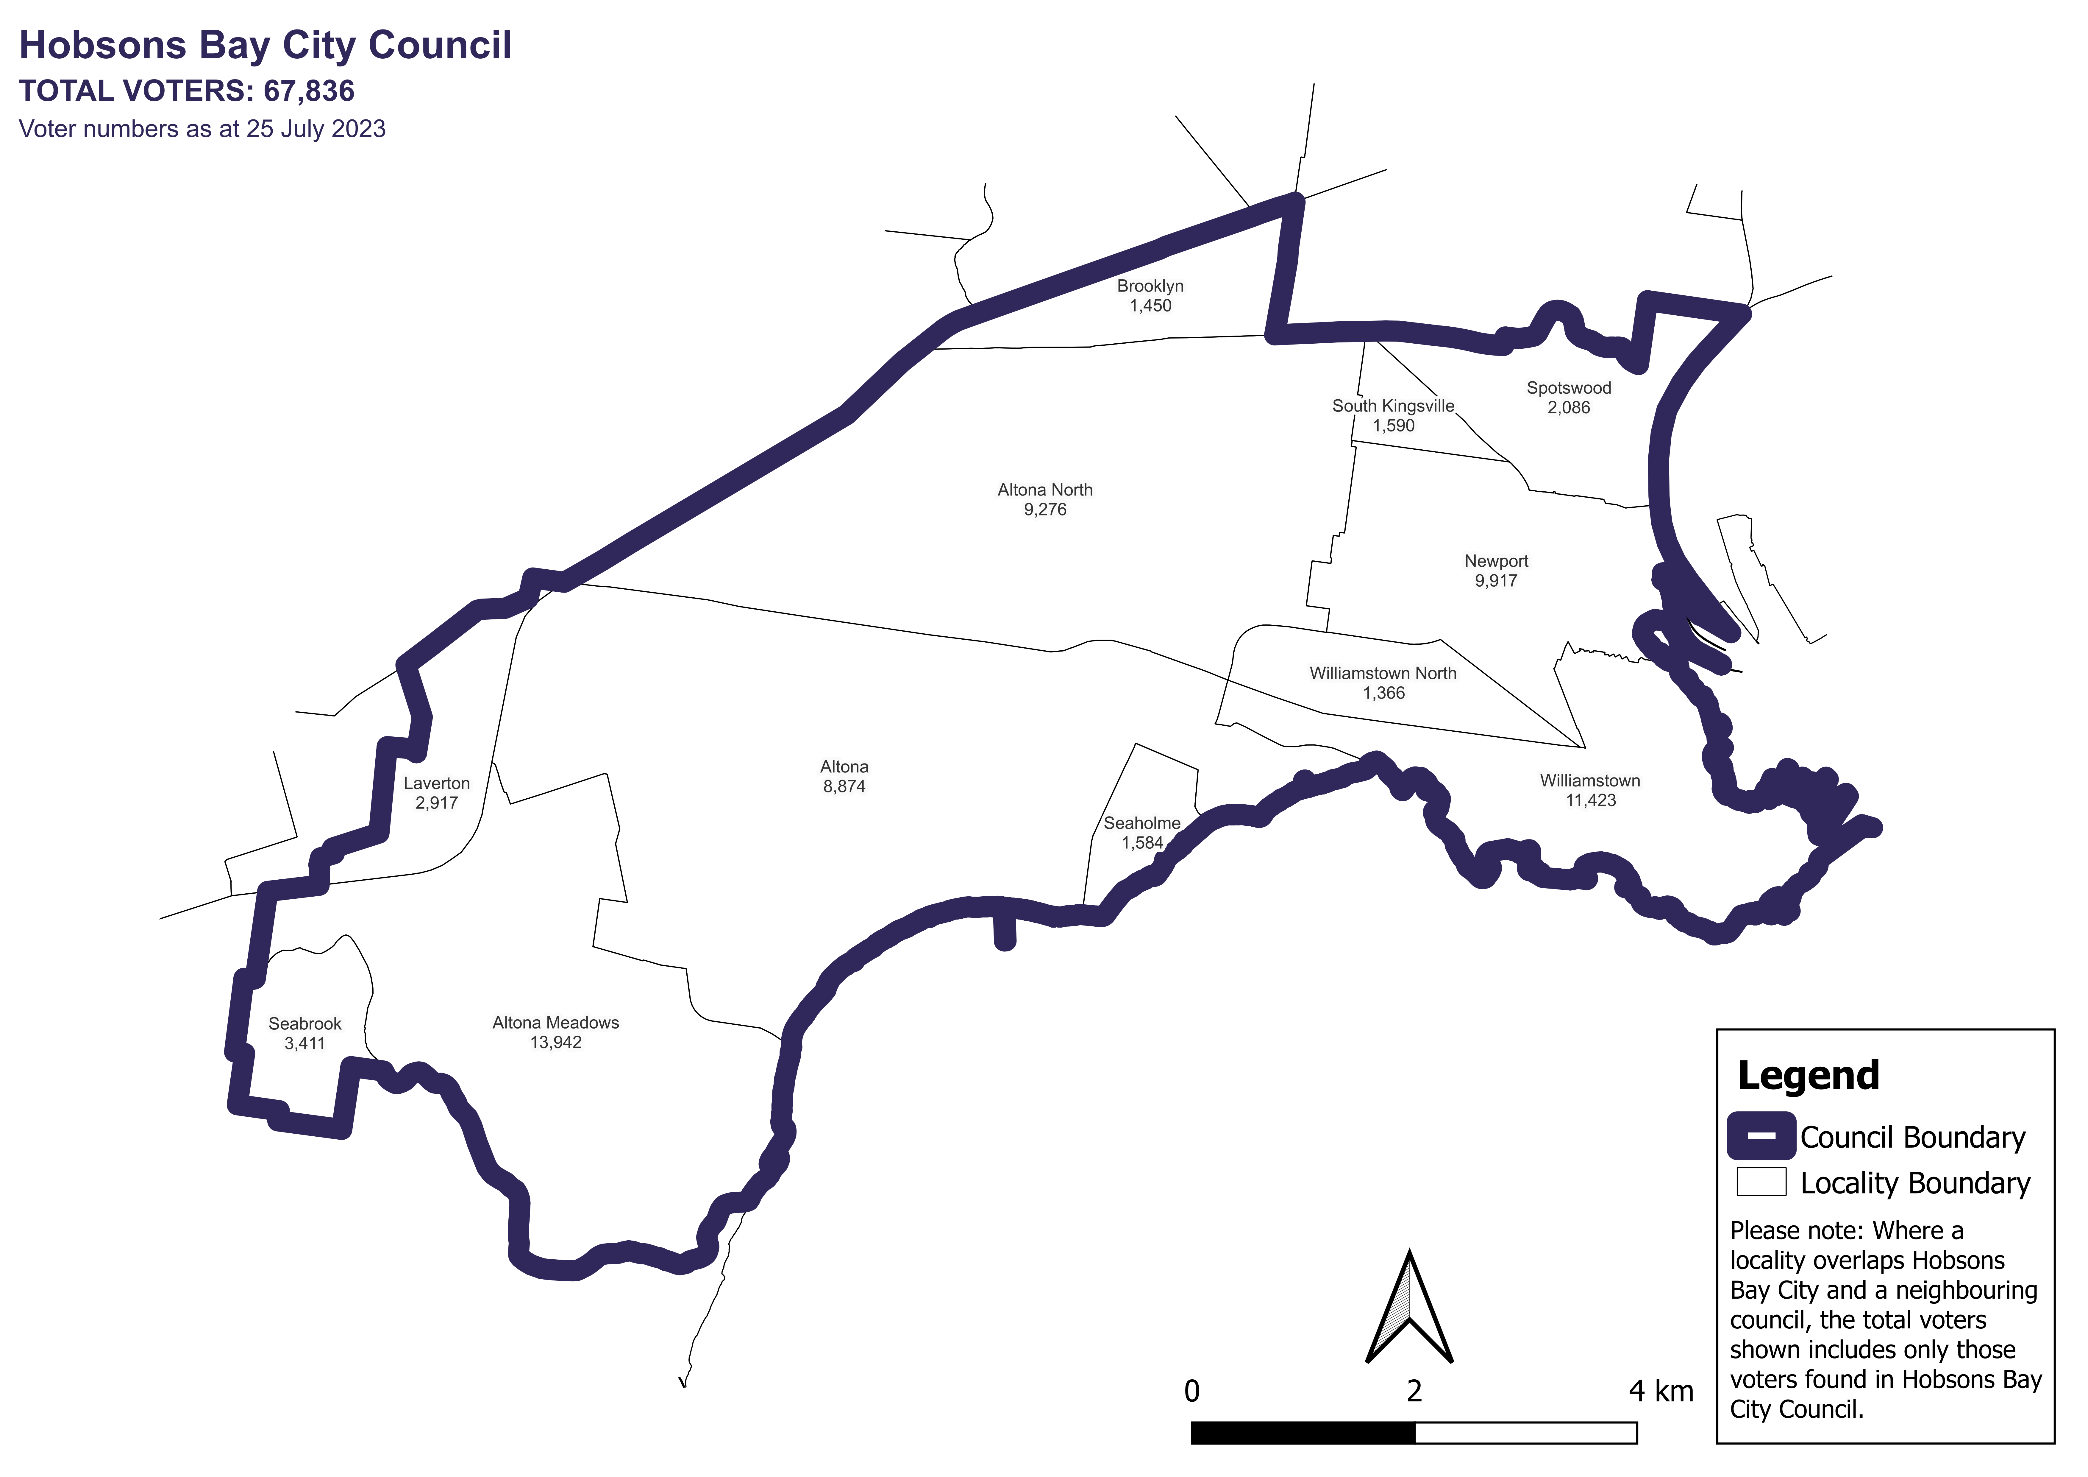 Hobsons Bay City Council
TOTAL VOTERS: 67,836
Voter numbers as at 25 July 2023
Brooklyn
1,450
Spotswood
2,086
South Kingsville
1,590
Altona North
9,276
Newport
9,917
Williamstown North
1,366
Altona
8,874
Laverton
2,917
Williamstown
11,423
Seaholme
1,584
Seabrook
3,411
Altona Meadows
13,942
Legend
Council Boundary
Locality Boundary
Please note: Where a
locality overlaps Hobsons
Bay City and a neighbouring
council, the total voters
shown includes only those
voters found in Hobsons Bay
City Council.
0 2 4 km